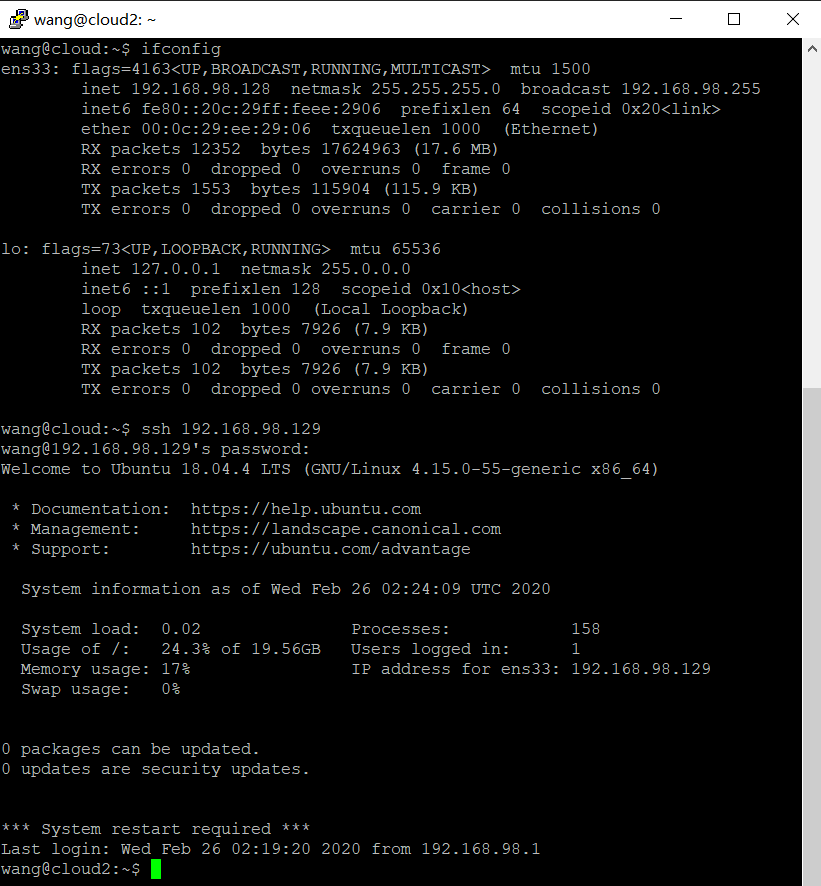 wang@cloud2: ~
wang@cloud:~$ ifconfig
ens33: flags=4163<UP,BROADCAST,RUNNING,MULTICAST>  mtu 1500
        inet 192.168.98.128  netmask 255.255.255.0  broadcast 192.168.98.255
        inet6 fe80::20c:29ff:feee:2906  prefixlen 64  scopeid 0x20<link>
        ether 00:0c:29:ee:29:06  txqueuelen 1000  (Ethernet)
        RX packets 12352  bytes 17624963 (17.6 MB)
        RX errors 0  dropped 0  overruns 0  frame 0
        TX packets 1553  bytes 115904 (115.9 KB)
        TX errors 0  dropped 0 overruns 0  carrier 0  collisions 0

lo: flags=73<UP,LOOPBACK,RUNNING>  mtu 65536
        inet 127.0.0.1  netmask 255.0.0.0
        inet6 ::1  prefixlen 128  scopeid 0x10<host>
        loop  txqueuelen 1000  (Local Loopback)
        RX packets 102  bytes 7926 (7.9 KB)
        RX errors 0  dropped 0  overruns 0  frame 0
        TX packets 102  bytes 7926 (7.9 KB)
        TX errors 0  dropped 0 overruns 0  carrier 0  collisions 0

wang@cloud:~$ ssh 192.168.98.129
wang@192.168.98.129's password:
Welcome to Ubuntu 18.04.4 LTS (GNU/Linux 4.15.0-55-generic x86_64)

 * Documentation:  https://help.ubuntu.com
 * Management:     https://landscape.canonical.com
 * Support:        https://ubuntu.com/advantage

  System information as of Wed Feb 26 02:24:09 UTC 2020

  System load:  0.02               Processes:            158
  Usage of /:   24.3% of 19.56GB   Users logged in:      1
  Memory usage: 17%                IP address for ens33: 192.168.98.129
  Swap usage:   0%

0 packages can be updated.
0 updates are security updates.

*** System restart required ***
Last login: Wed Feb 26 02:19:20 2020 from 192.168.98.1
wang@cloud2:~$